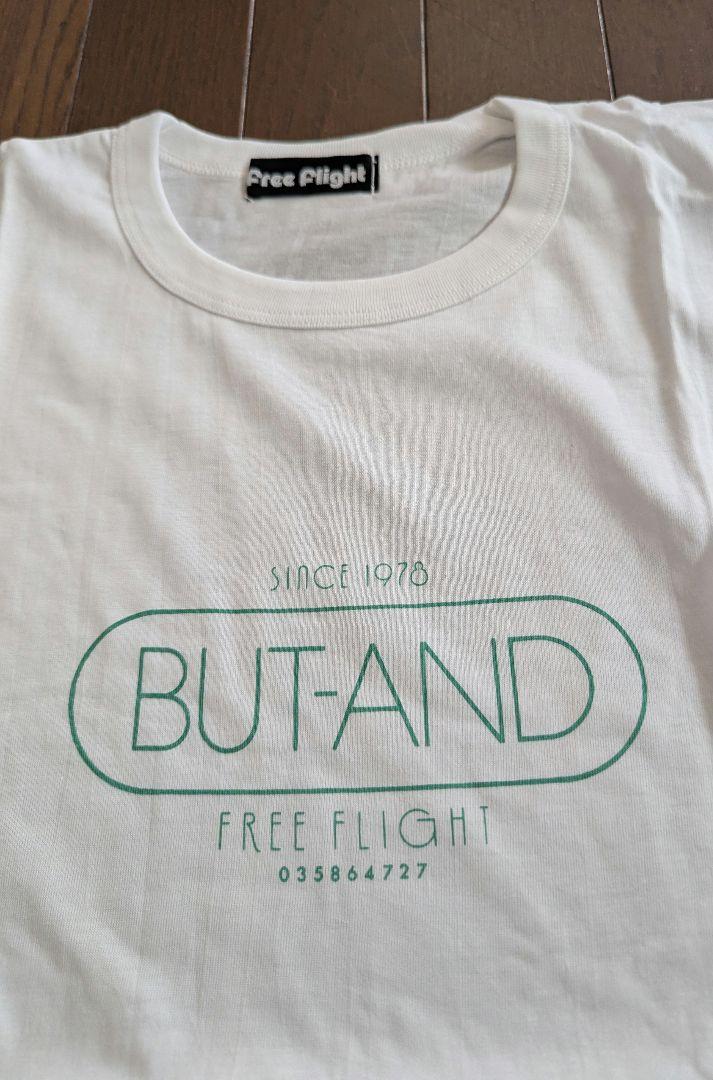 Free Flight
SINCE 1978
BUT-AND
FREE FLIGHT
035864727